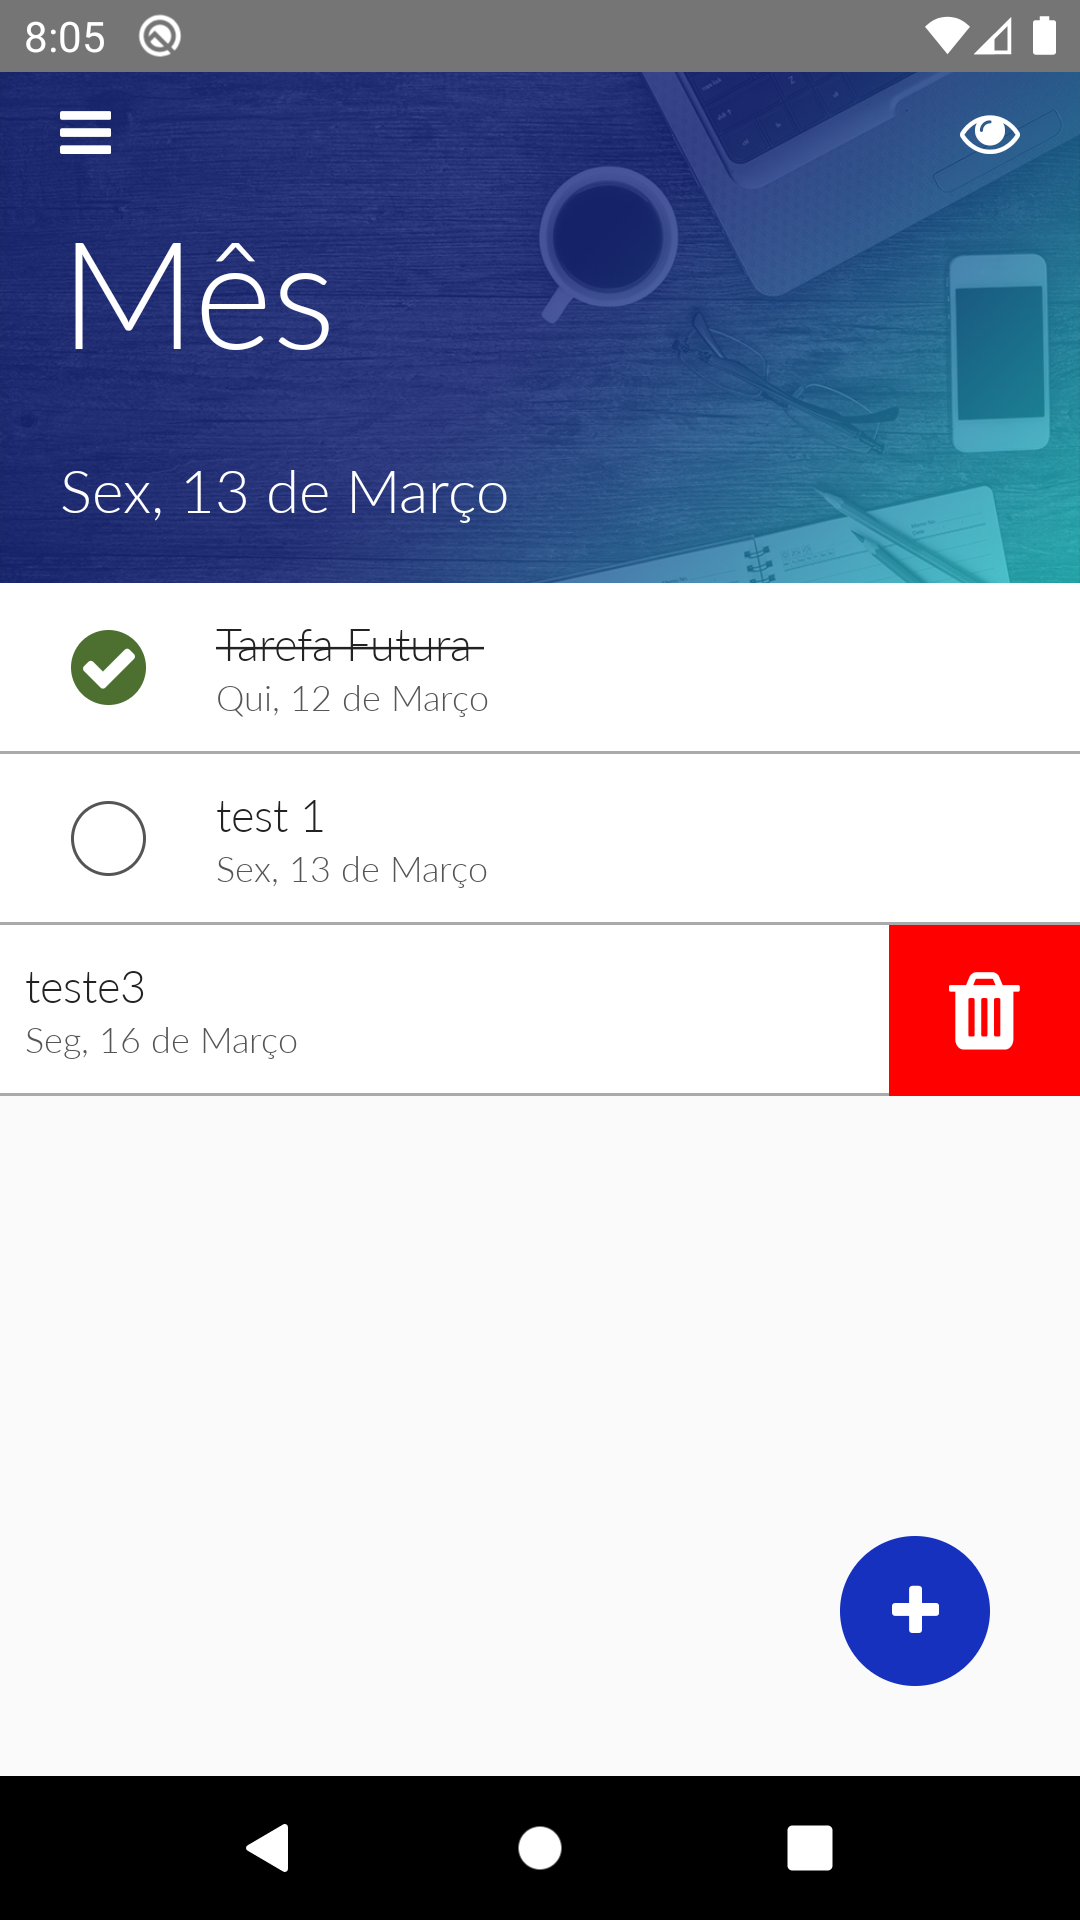 8:05
Mês
Sex, 13 de Março
Tarefa Futura
Qui, 12 de Março
test 1
Sex, 13 de Março
teste3
Seg, 16 de Março